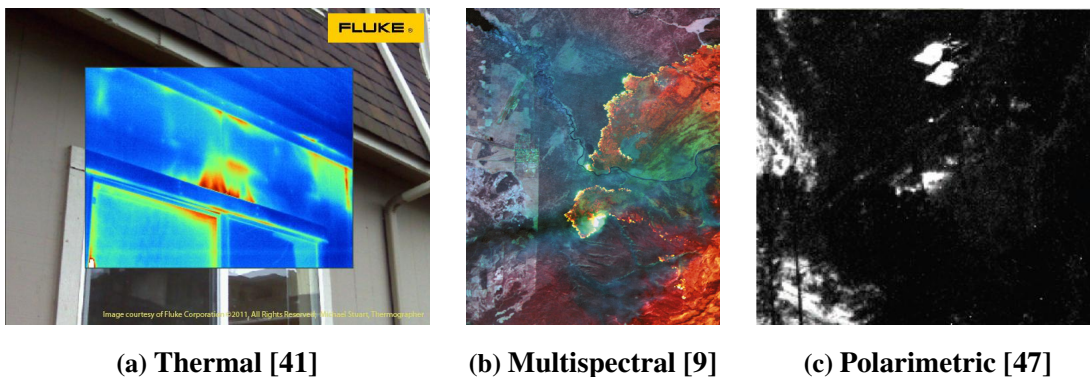 FLUKE ®
Image courtesy of Fluke Corporation ©2011, All Rights Reserved, Michael Stuart, Thermographer
(a) Thermal [41]
(b) Multispectral [9]
(c) Polarimetric [47]